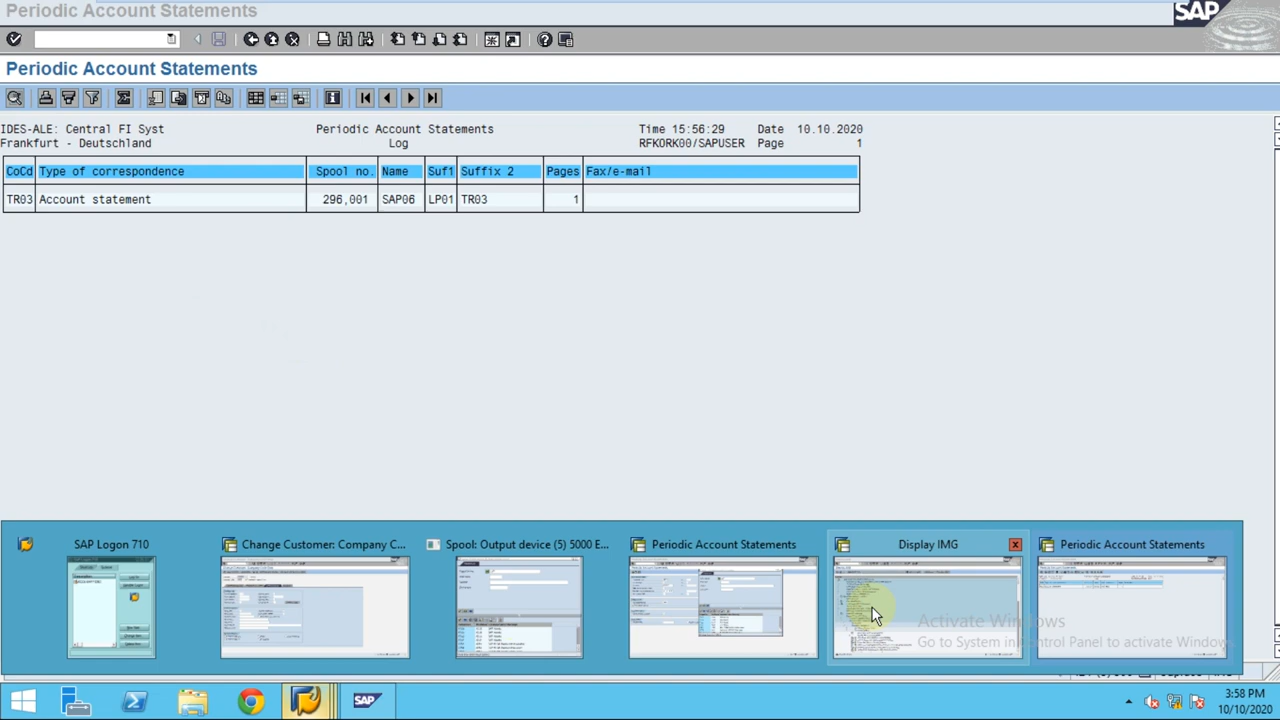 Periodic Account Statements
SAP
Periodic Account Statements
IDES-ALE: Central FI Syst Periodic Account Statements Time 15:56:29 Date 10.10.2020
Frankfurt - Deutschland Log RFKORK00/SAPUSER Page 1
CoCd Type of correspondence Spool no. Name Suf1 Suffix 2 Pages Fax/e-mail
TR03 Account statement 296,001 SAP06 LP01 TR03 1
SAP Logon 710 Change Customer: Company C... Spool: Output device (5) 5000 E... Periodic Account Statements Display IMG Periodic Account Statements
Activate Windows
Go to System in Control Panel to activate Windows.
SAP
3:58 PM
10/10/2020